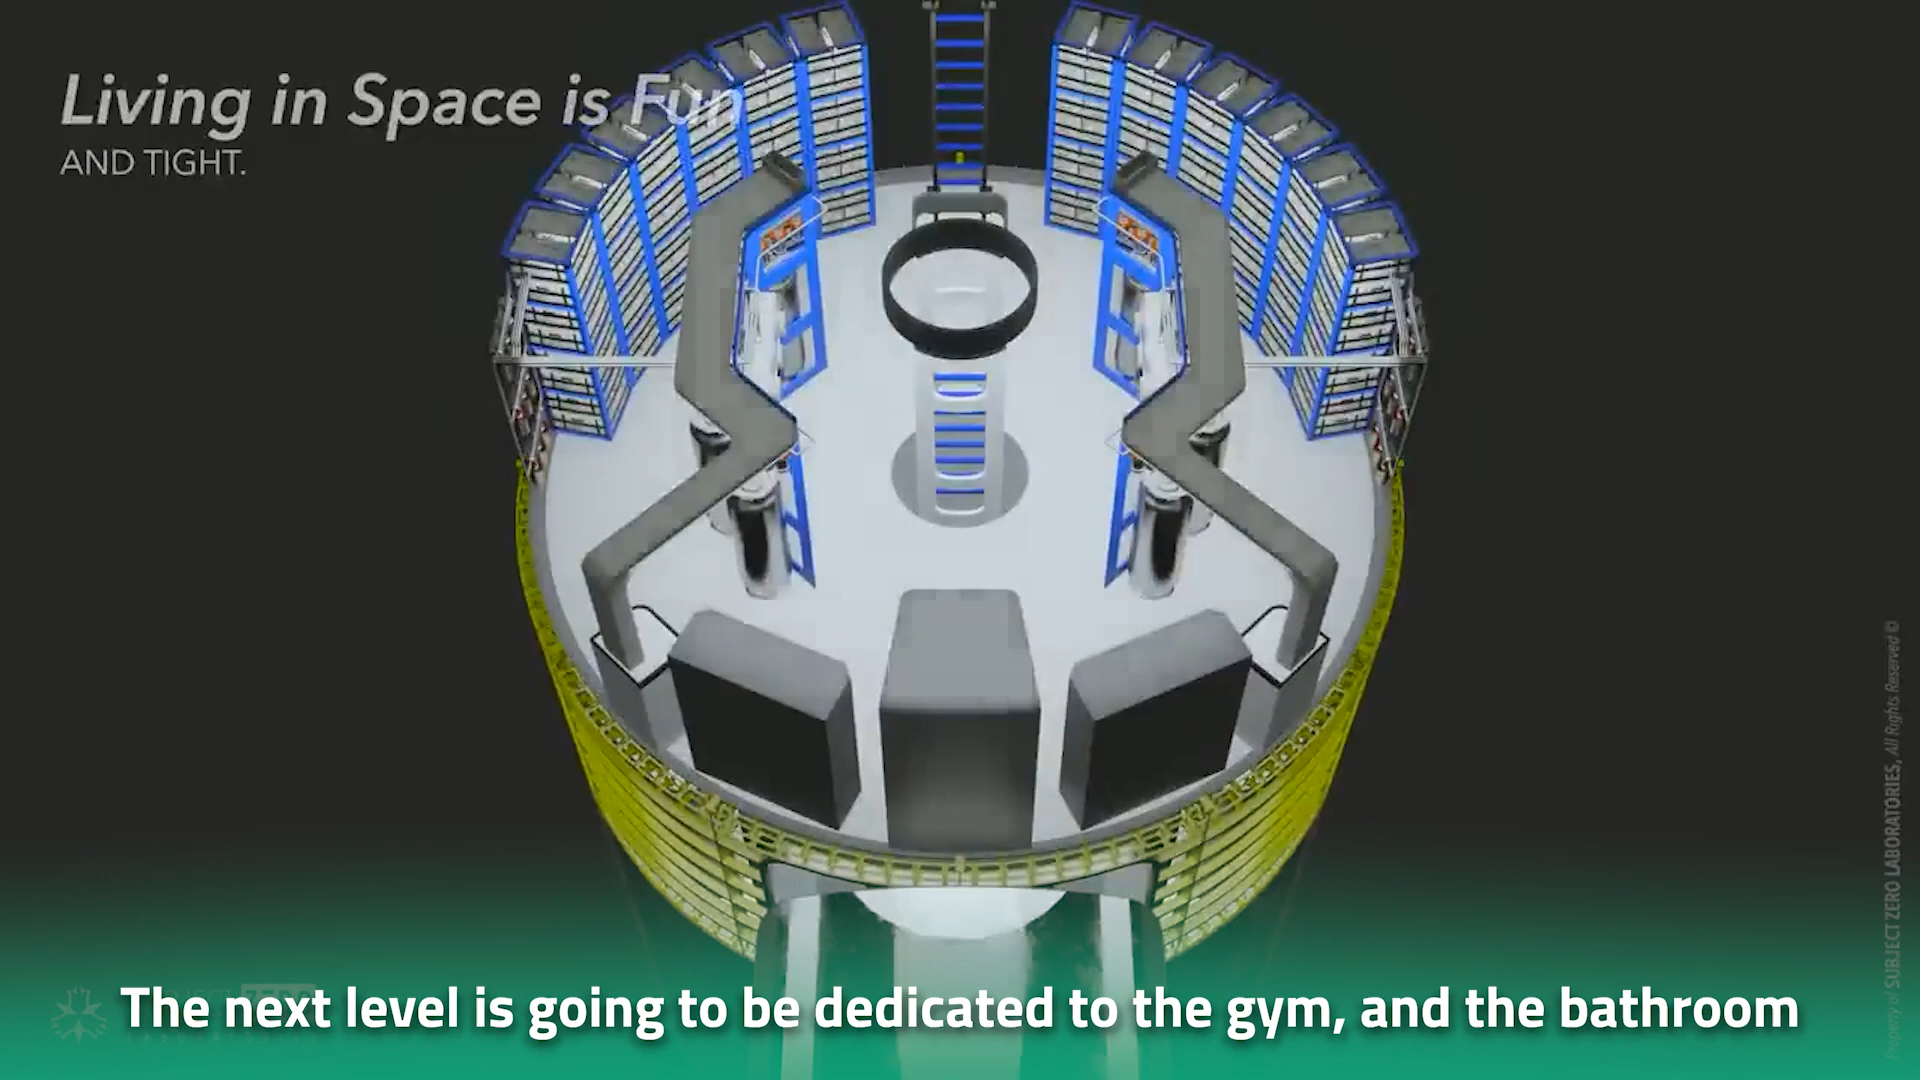 Living in Space is Fun
AND TIGHT.
Property of SUBJECT ZERO LABORATORIES, All Rights Reserved ©
The next level is going to be dedicated to the gym, and the bathroom